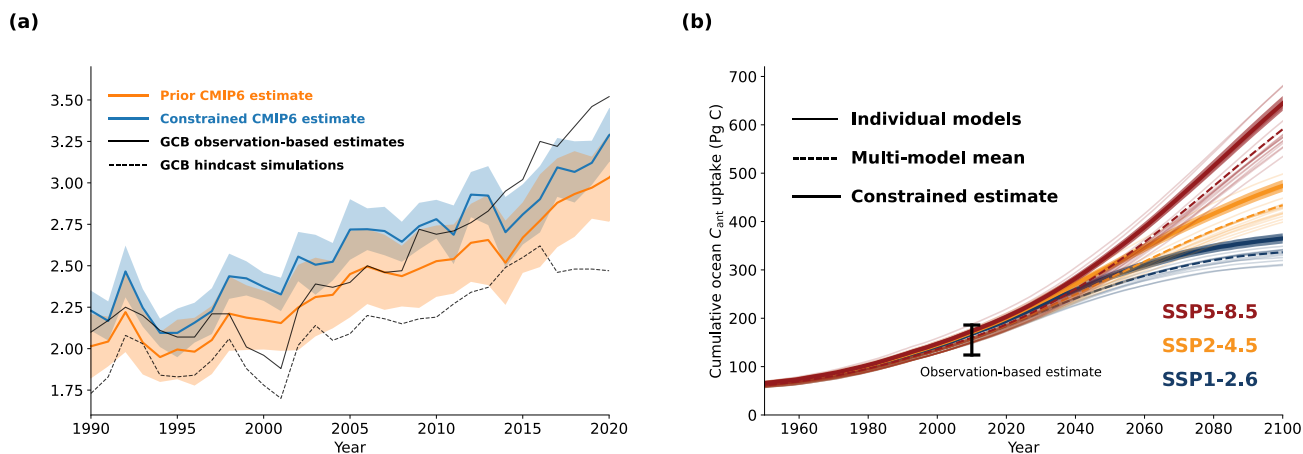 (a)
3.50
3.25
3.00
2.75
2.50
2.25
2.00
1.75
Prior CMIP6 estimate
Constrained CMIP6 estimate
GCB observation-based estimates
GCB hindcast simulations
1990
1995
2000
2005
2010
2015
2020
Year
(b)
Cumulative ocean Cant uptake (Pg C)
700
600
500
400
300
200
100
0
Individual models
Multi-model mean
Constrained estimate
SSP5-8.5
SSP2-4.5
SSP1-2.6
Observation-based estimate
1960
1980
2000
2020
2040
2060
2080
2100
Year